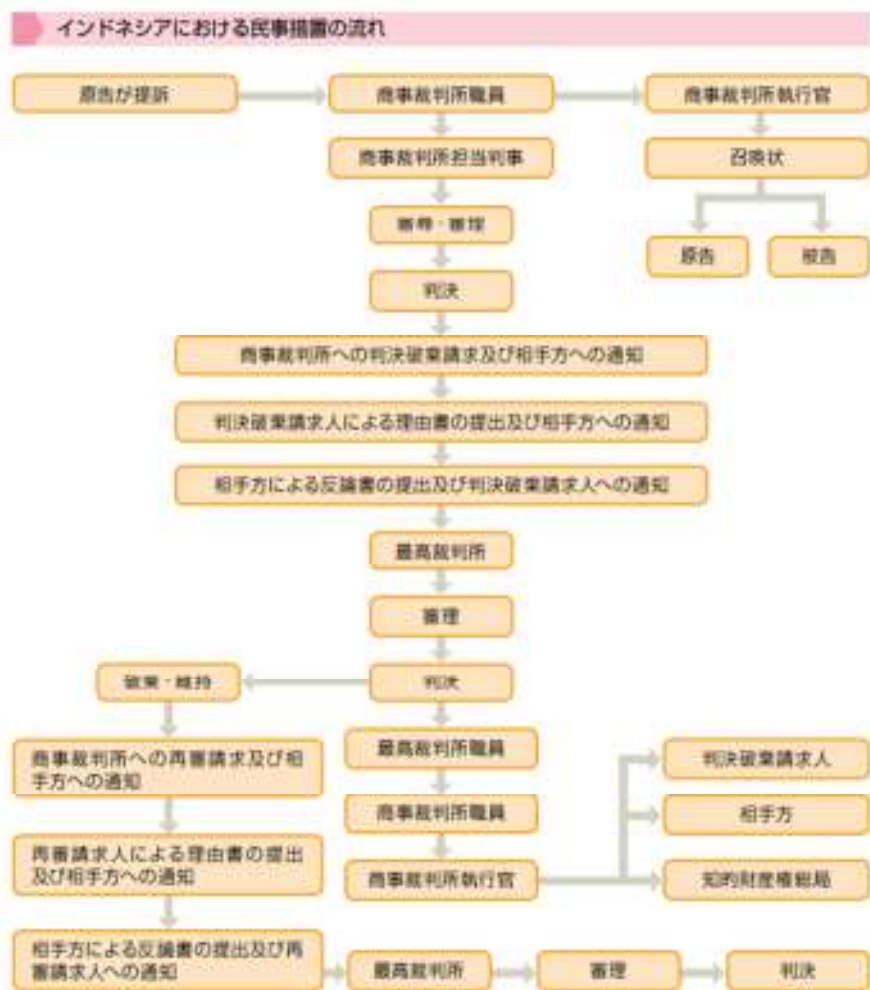 インドネシアにおける民事措置の流れ
原告が提訴
商事裁判所職員
商事裁判所執行官
商事裁判所担当判事
召喚状
審尋・審理
原告
被告
判決
商事裁判所への判決破棄請求及び相手方への通知
判決破棄請求人による理由書の提出及び相手方への通知
相手方による反論書の提出及び判決破棄請求人への通知
最高裁判所
審理
破棄・維持
判決
商事裁判所への再審請求及び相
手方への通知
最高裁判所職員
判決破棄請求人
商事裁判所職員
相手方
再審請求人による理由書の提出
及び相手方への通知
商事裁判所執行官
知的財産権総局
相手方による反論書の提出及び再
審請求人への通知
最高裁判所
審理
判決